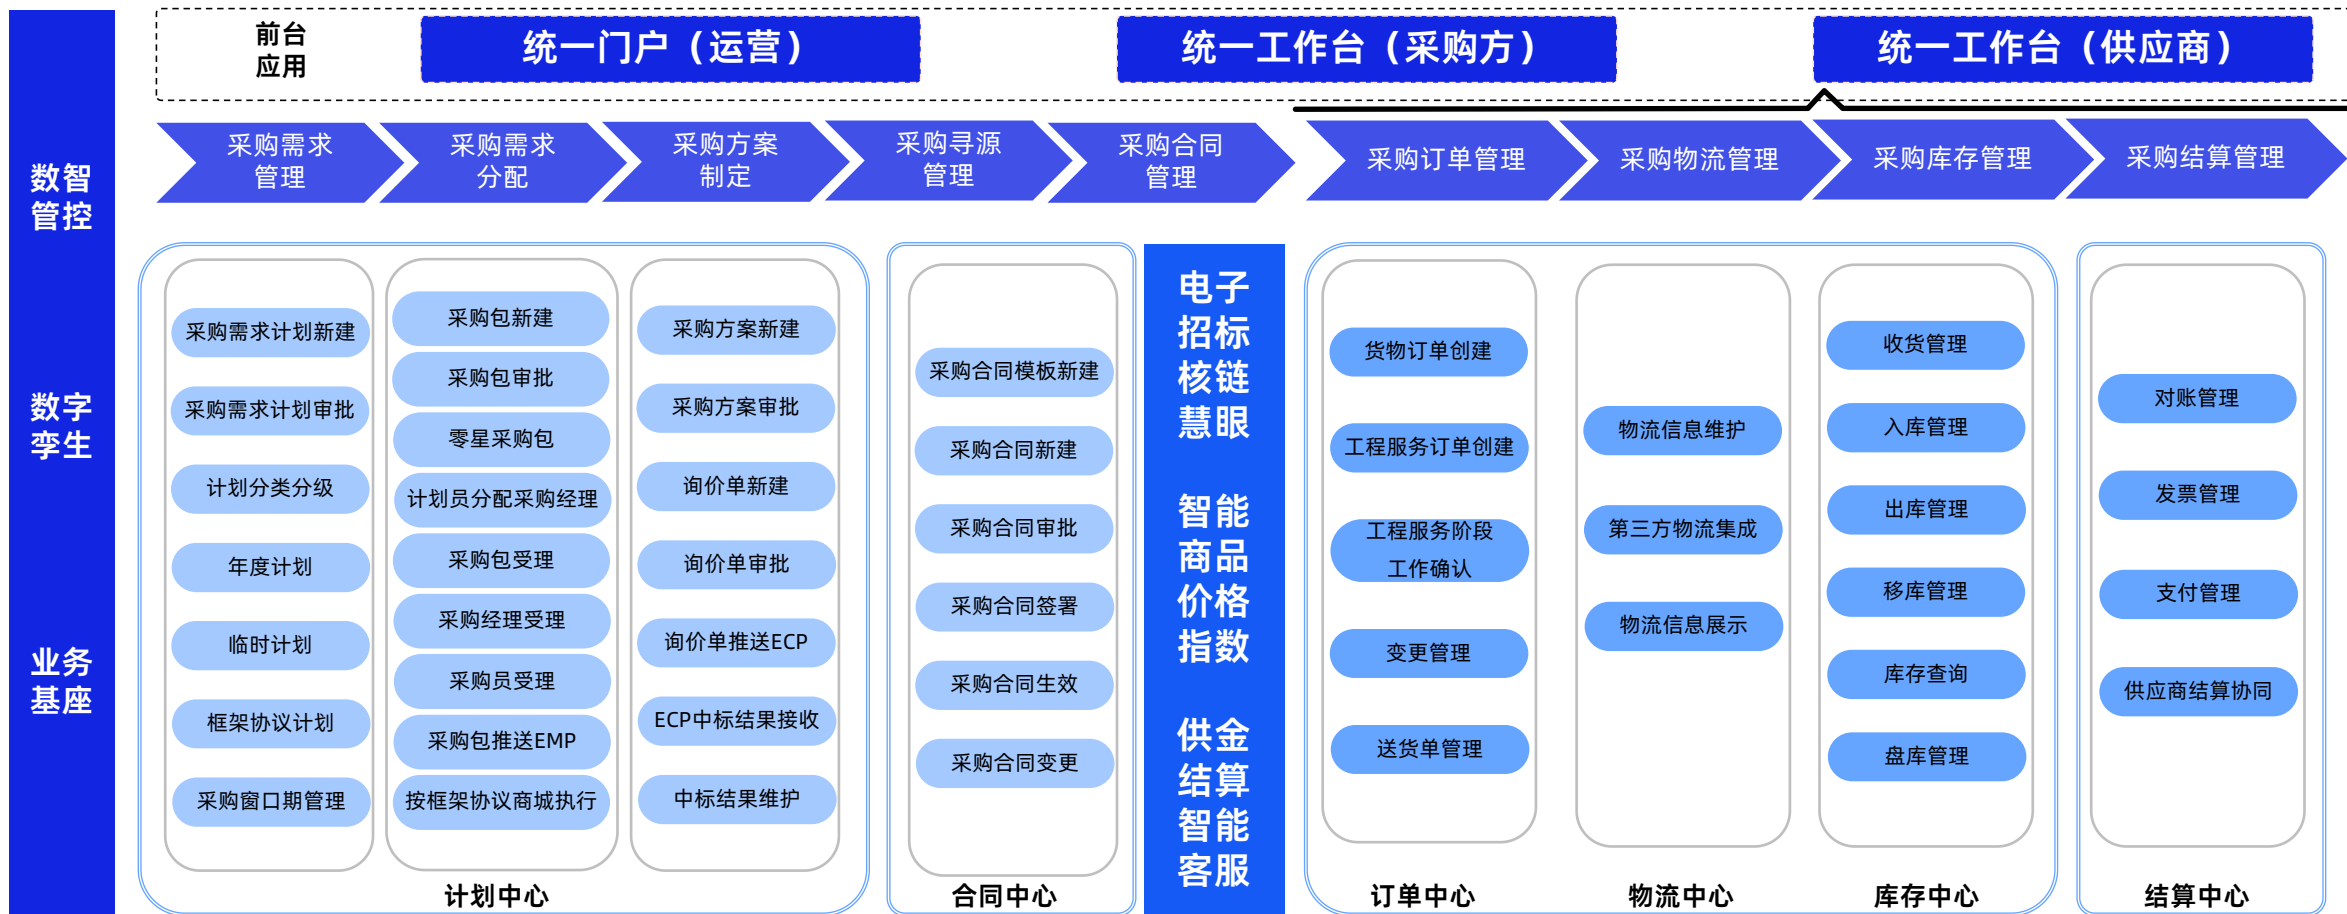 前台
应用
统一门户（运营）
统一工作台（采购方）
统一工作台（供应商）
数智
管控
数字
孪生
业务
基座
采购需求
管理
采购需求
分配
采购方案
制定
采购寻源
管理
采购合同
管理
采购订单管理
采购物流管理
采购库存管理
采购结算管理
采购需求计划新建
采购需求计划审批
计划分类分级
年度计划
临时计划
框架协议计划
采购窗口期管理
采购包新建
采购包审批
零星采购包
计划员分配采购经理
采购包受理
采购经理受理
采购员受理
采购包推送EMP
按框架协议商城执行
采购方案新建
采购方案审批
询价单新建
询价单审批
询价单推送ECP
ECP中标结果接收
中标结果维护
计划中心
采购合同模板新建
采购合同新建
采购合同审批
采购合同签署
采购合同生效
采购合同变更
合同中心
电子
招标
核链
慧眼
智能
商品
价格
指数
供金
结算
智能
客服
货物订单创建
工程服务订单创建
工程服务阶段
工作确认
变更管理
送货单管理
订单中心
物流信息维护
第三方物流集成
物流信息展示
物流中心
收货管理
入库管理
出库管理
移库管理
库存查询
盘库管理
库存中心
对账管理
发票管理
支付管理
供应商结算协同
结算中心